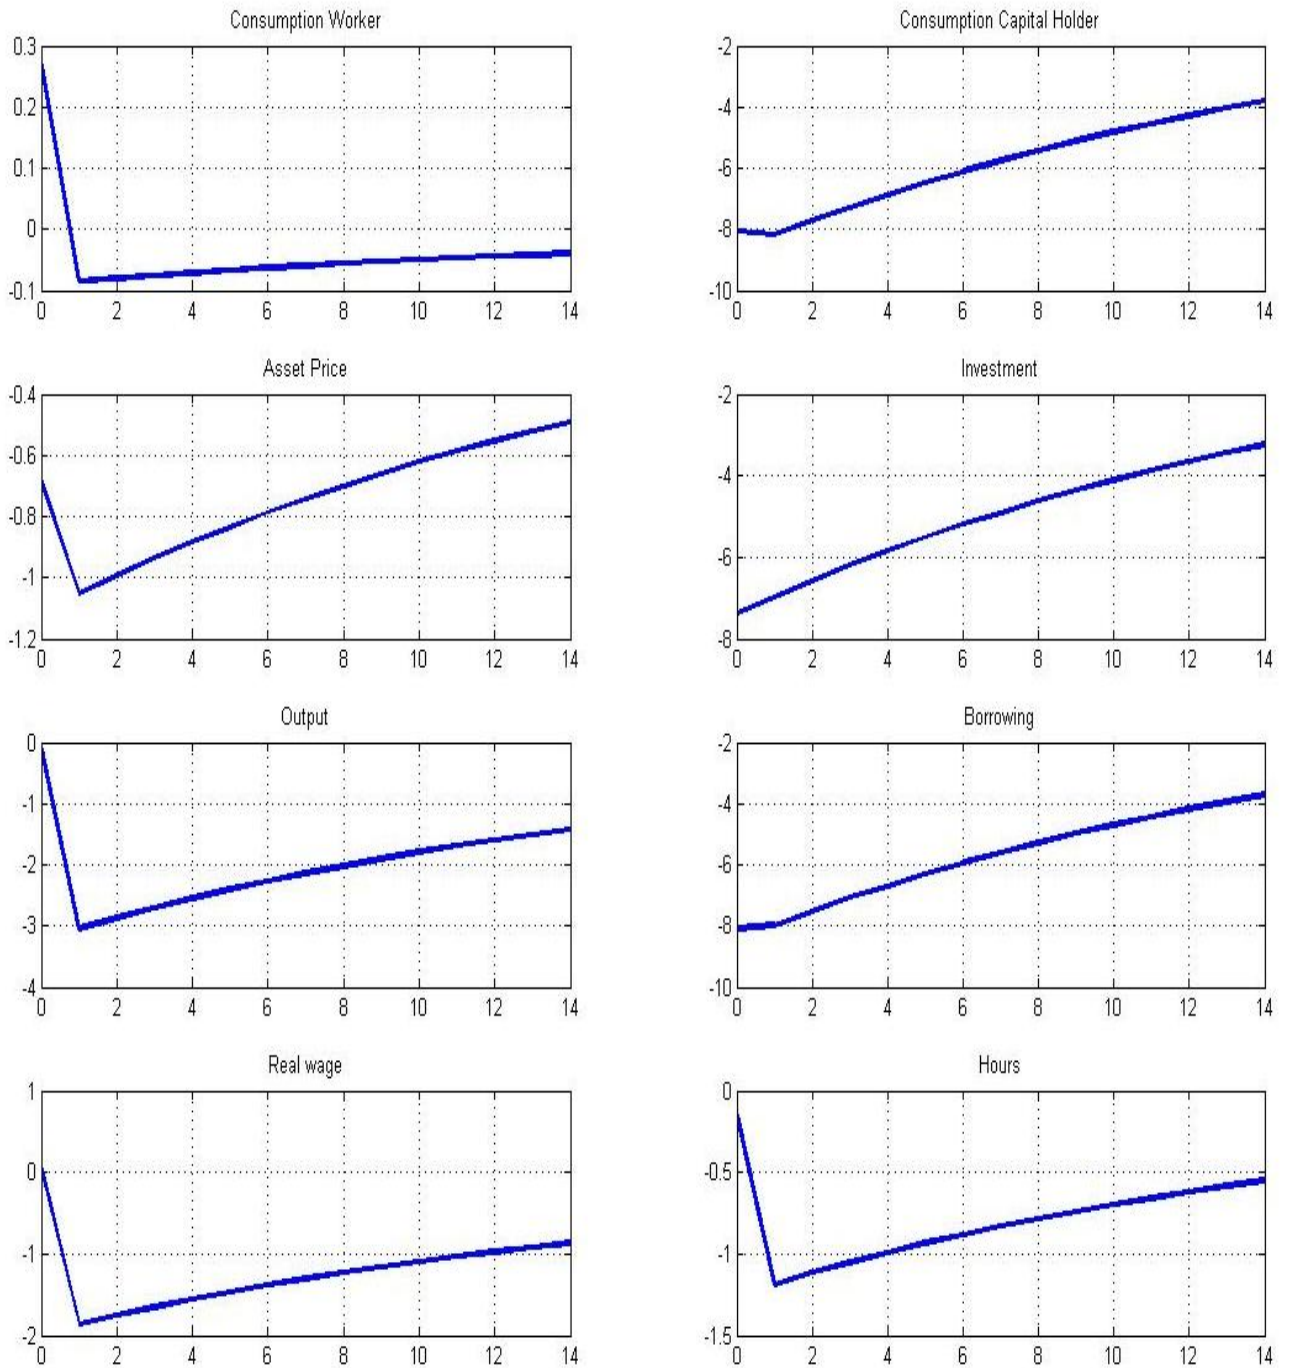 Consumption Worker
0.3
0.2
0.1
0
-0.1
0 2 4 6 8 10 12 14
Consumption Capital Holder
-2
-4
-6
-8
-10
0 2 4 6 8 10 12 14
Asset Price
-0.4
-0.6
-0.8
-1
-1.2
0 2 4 6 8 10 12 14
Investment
-2
-4
-6
-8
0 2 4 6 8 10 12 14
Output
0
-1
-2
-3
-4
0 2 4 6 8 10 12 14
Borrowing
-2
-4
-6
-8
-10
0 2 4 6 8 10 12 14
Real wage
1
0
-1
-2
0 2 4 6 8 10 12 14
Hours
0
-0.5
-1
-1.5
0 2 4 6 8 10 12 14